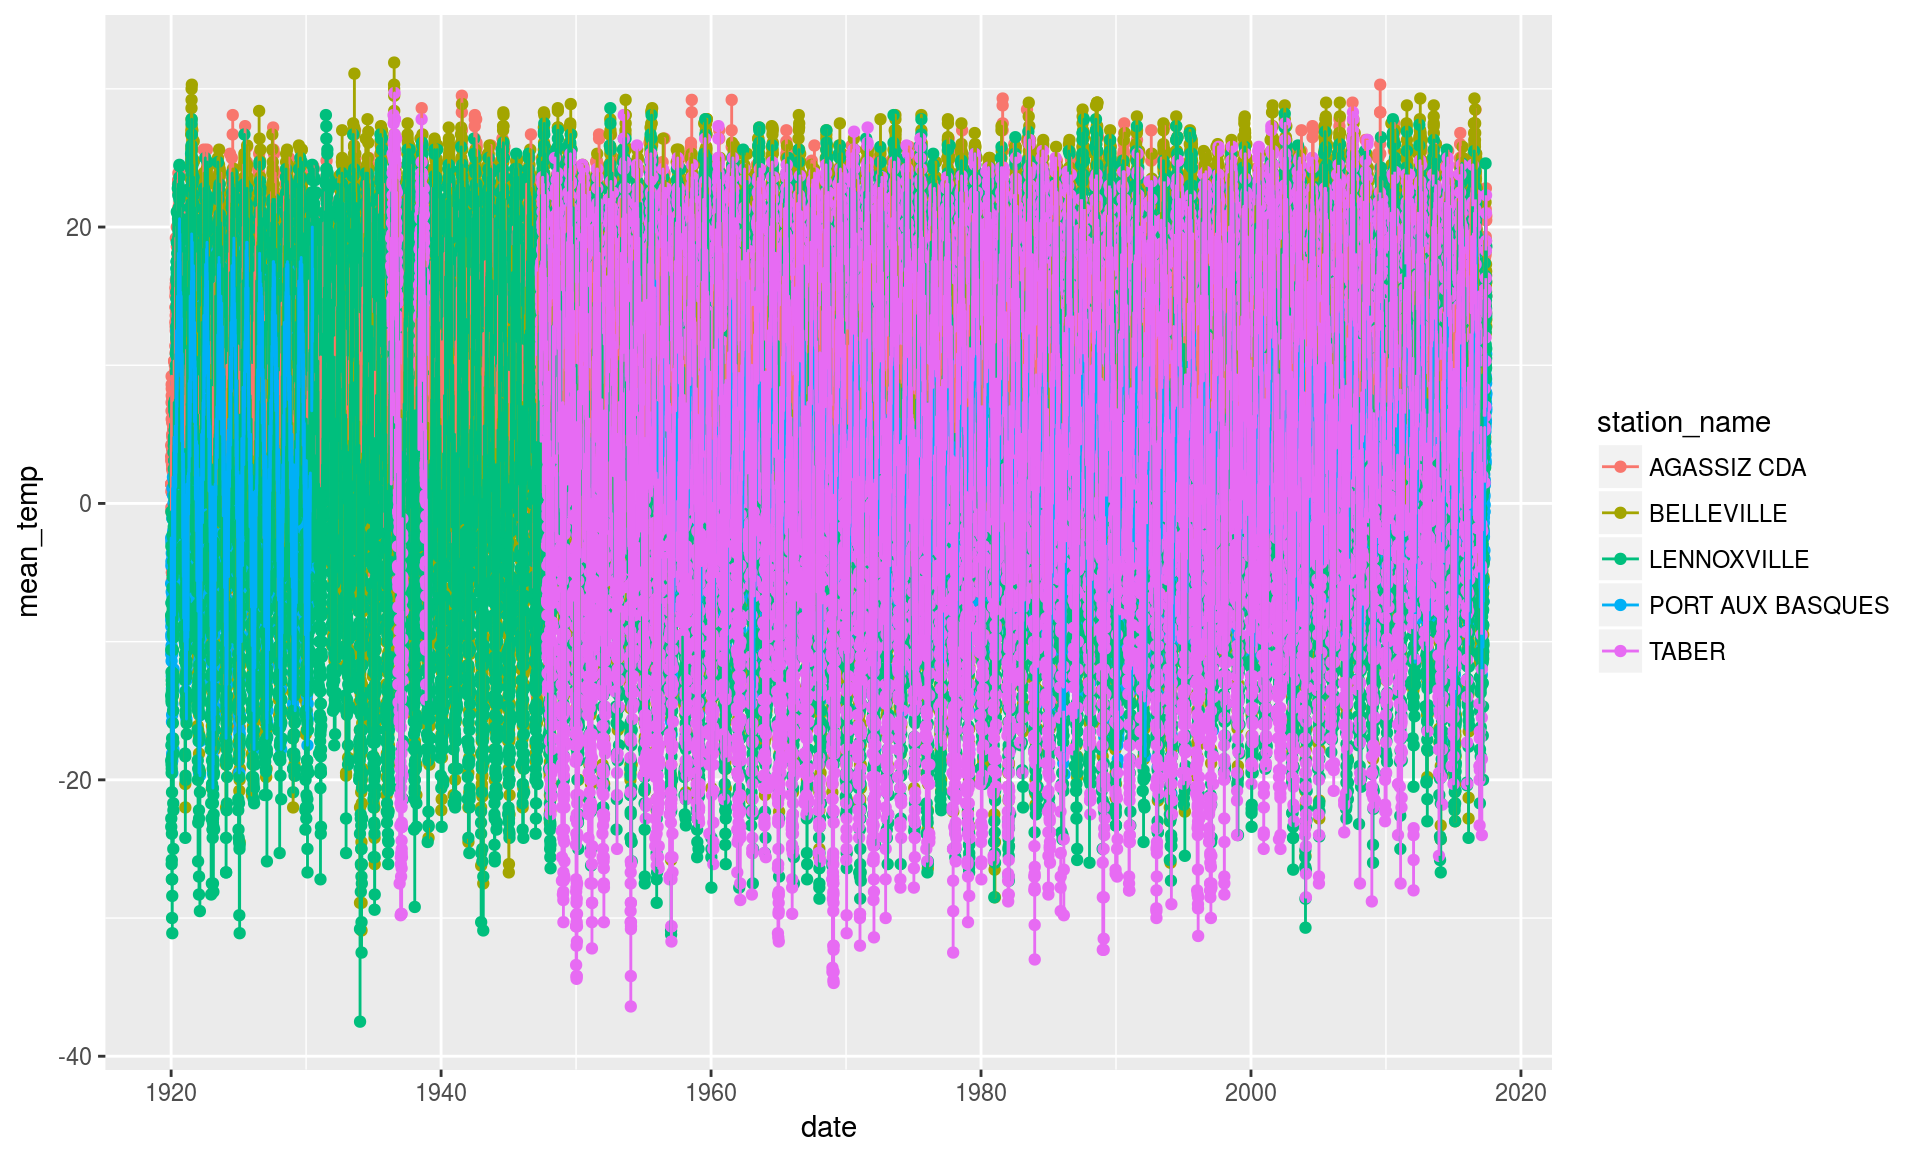 mean_temp
20
0
-20
-40
1920
1940
1960
1980
2000
2020
date
station_name
AGASSIZ CDA
BELLEVILLE
LENNOXVILLE
PORT AUX BASQUES
TABER